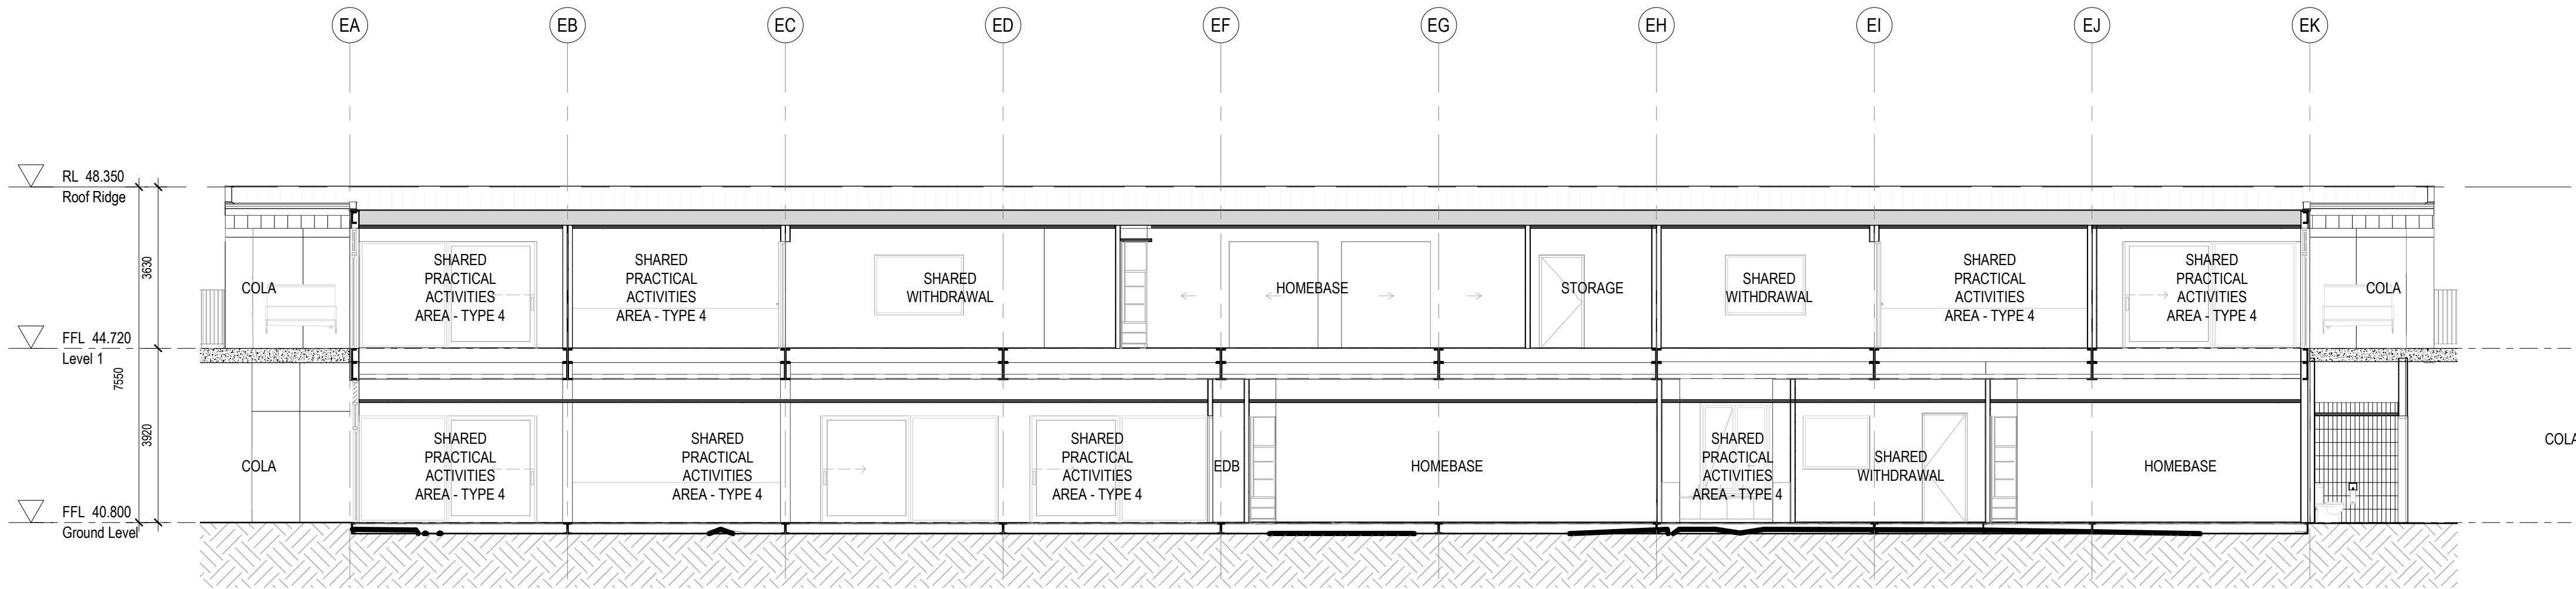 EA
EB
EC
ED
EF
EG
EH
EI
EJ
EK
RL 48.350
Roof Ridge
3630
FFL 44.720
Level 1
7550
3920
FFL 40.800
Ground Level
COLA
SHARED
PRACTICAL
ACTIVITIES
AREA - TYPE 4
SHARED
PRACTICAL
ACTIVITIES
AREA - TYPE 4
SHARED
WITHDRAWAL
HOMEBASE
STORAGE
SHARED
WITHDRAWAL
SHARED
PRACTICAL
ACTIVITIES
AREA - TYPE 4
SHARED
PRACTICAL
ACTIVITIES
AREA - TYPE 4
COLA
COLA
SHARED
PRACTICAL
ACTIVITIES
AREA - TYPE 4
SHARED
PRACTICAL
ACTIVITIES
AREA - TYPE 4
SHARED
PRACTICAL
ACTIVITIES
AREA - TYPE 4
EDB
HOMEBASE
SHARED
PRACTICAL
ACTIVITIES
AREA - TYPE 4
SHARED
WITHDRAWAL
HOMEBASE
COLA